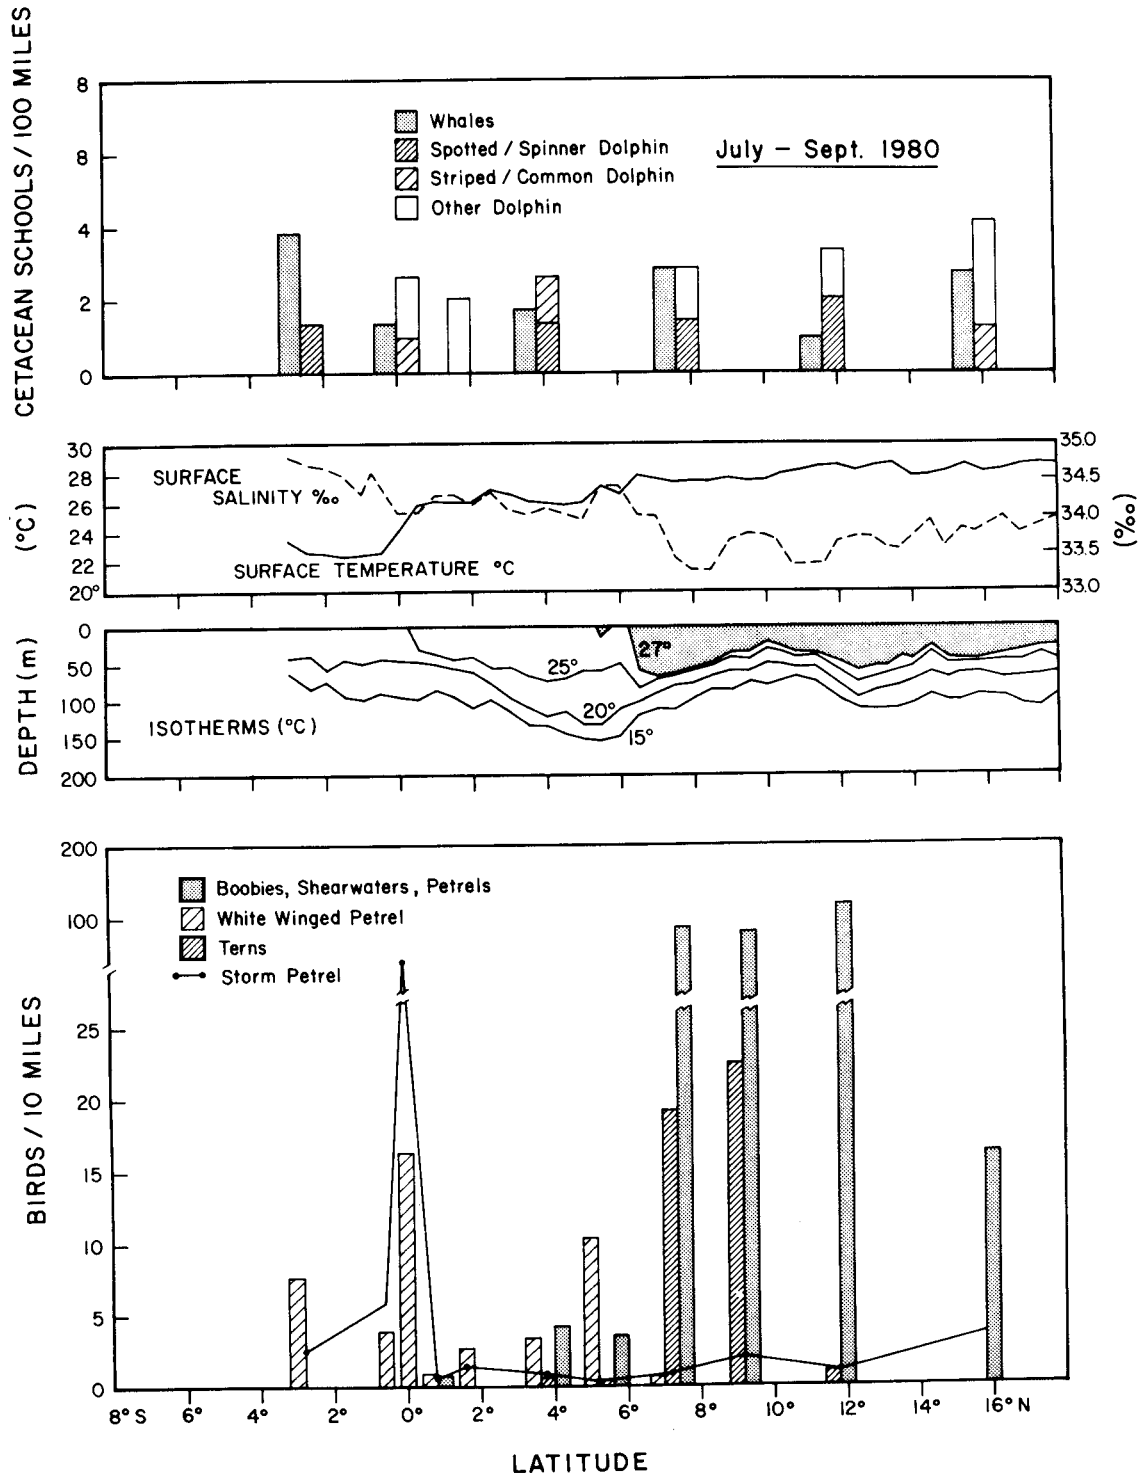 CETACEAN SCHOOLS / 100 MILES
8
8
4
2
0
Whales
Spotted / Spinner Dolphin
Striped / Common Dolphin
Other Dolphin
July – Sept. 1980
(°C)
30
28
26
24
22
20°
SURFACE
SALINITY ‰
SURFACE TEMPERATURE °C
35.0
34.5
34.0
33.5
33.0
(‰)
DEPTH (m)
0
50
100
150
200
ISOTHERMS (°C)
25°
27°
20°
15°
BIRDS / 10 MILES
200
100
25
20
15
10
5
0
Boobies, Shearwaters, Petrels
White Winged Petrel
Terns
Storm Petrel
8°S 6° 4° 2° 0° 2° 4° 6° 8° 10° 12° 14° 16°N
LATITUDE